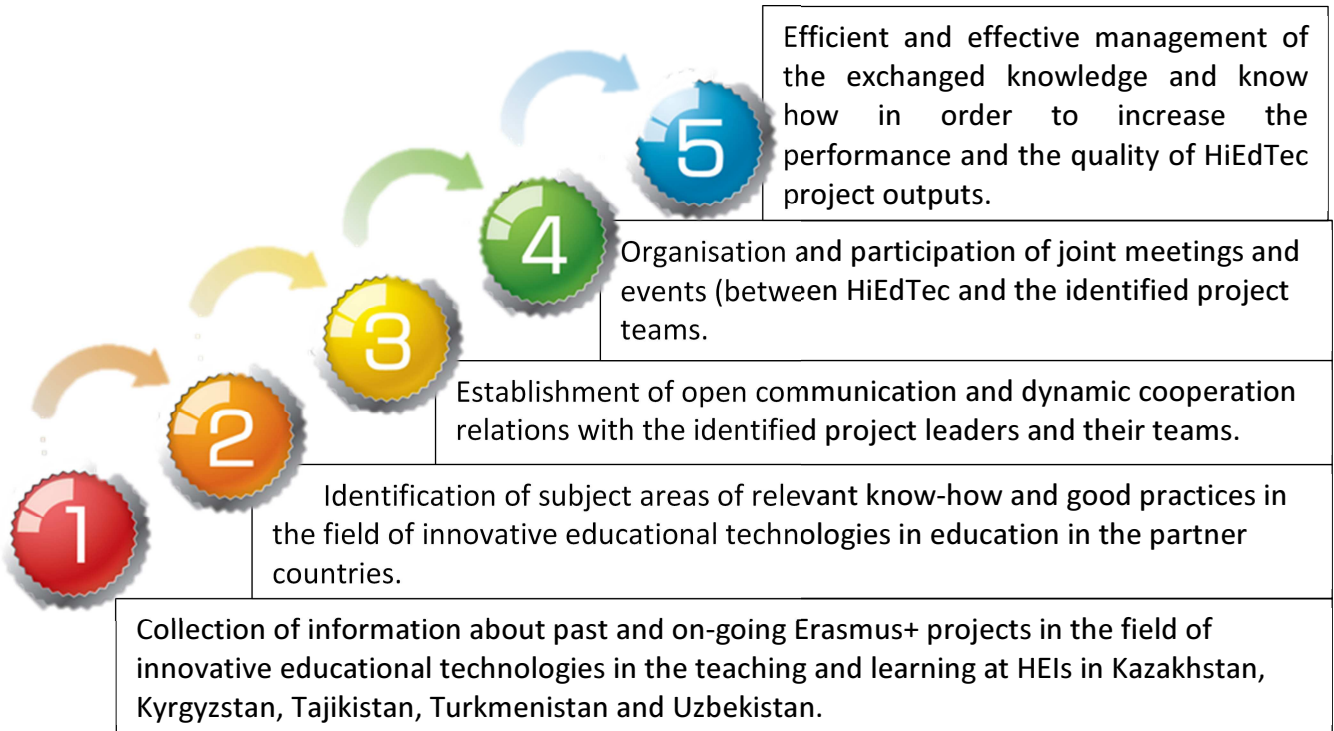 5
Efficient and effective management of
the exchanged knowledge and know
how in order to increase the
performance and the quality of HiEdTec
project outputs.
4
Organisation and participation of joint meetings and
events (between HiEdTec and the identified project
teams.
3
Establishment of open communication and dynamic cooperation
relations with the identified project leaders and their teams.
2
Identification of subject areas of relevant know-how and good practices in
the field of innovative educational technologies in education in the partner
countries.
1
Collection of information about past and on-going Erasmus+ projects in the field of
innovative educational technologies in the teaching and learning at HEIs in Kazakhstan,
Kyrgyzstan, Tajikistan, Turkmenistan and Uzbekistan.